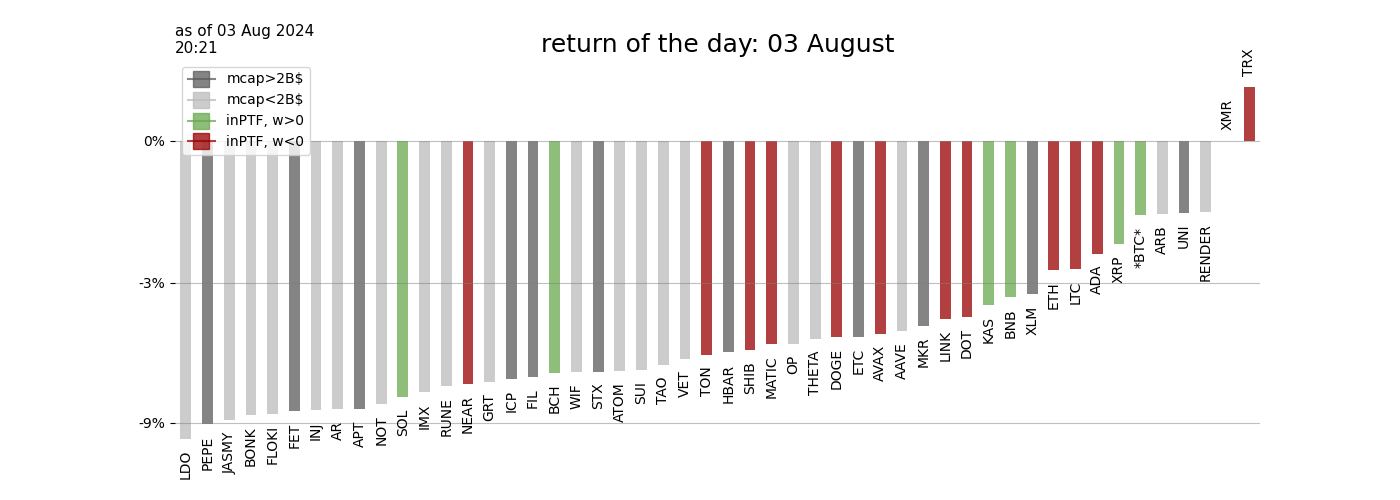 as of 03 Aug 2024
20:21
return of the day: 03 August
mcap>2B$
mcap<2B$
inPTF, w>0
inPTF, w<0
0%
-3%
-9%
LDO
PEPE
JASMY
BONK
FLOKI
FET
INJ
AR
APT
NOT
SOL
IMX
RUNE
NEAR
GRT
ICP
FIL
BCH
WIF
STX
ATOM
SUI
TAO
VET
TON
HBAR
SHIB
MATIC
OP
THETA
DOGE
ETC
AVAX
AAVE
MKR
LINK
DOT
KAS
BNB
XLM
ETH
LTC
ADA
XRP
*BTC*
ARB
UNI
RENDER
XMR
TRX